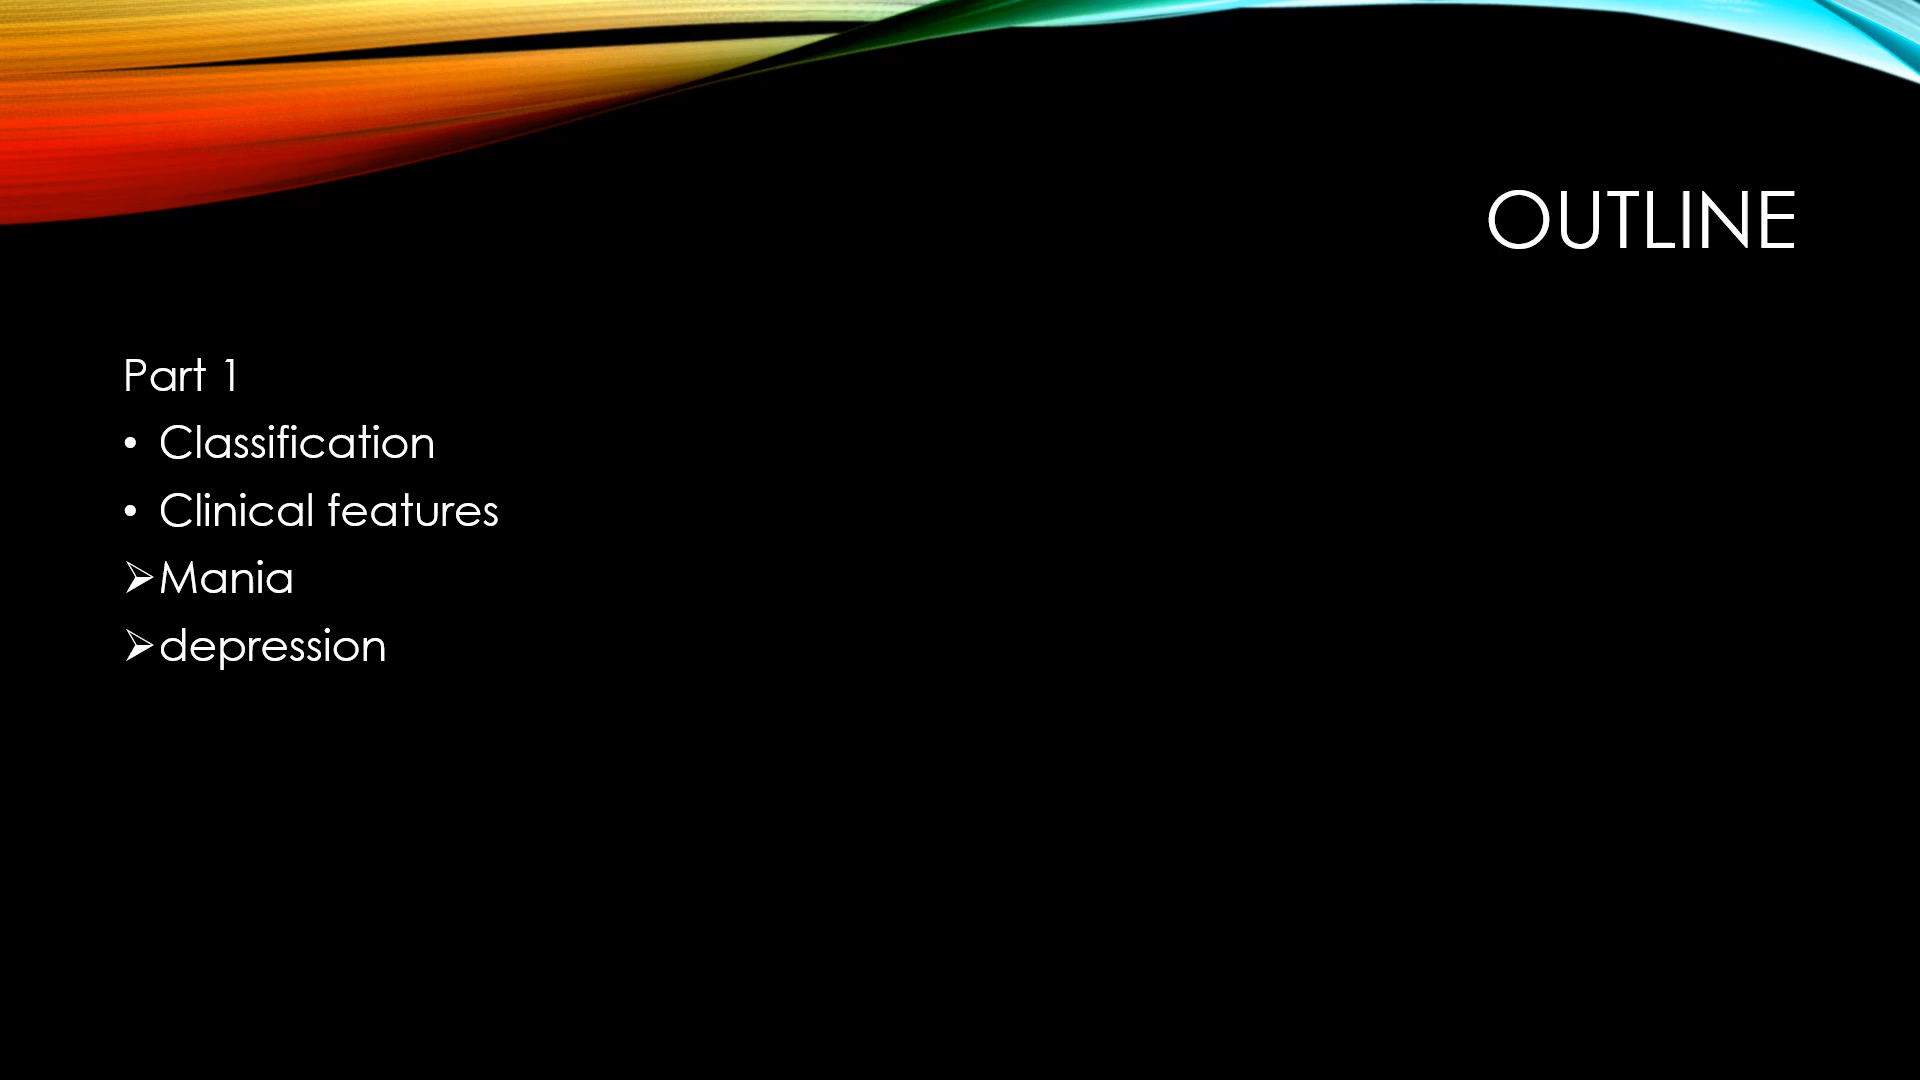 OUTLINE
Part 1
• Classification
• Clinical features
➢Mania
➢depression